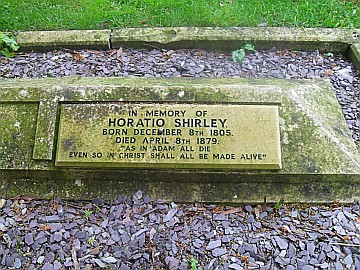 IN MEMORY OF
HORATIO SHIRLEY.
BORN DECEMBER 8TH 1805.
DIED APRIL 8TH 1879.
"AS IN ADAM ALL DIE
EVEN SO IN CHRIST SHALL ALL BE MADE ALIVE"